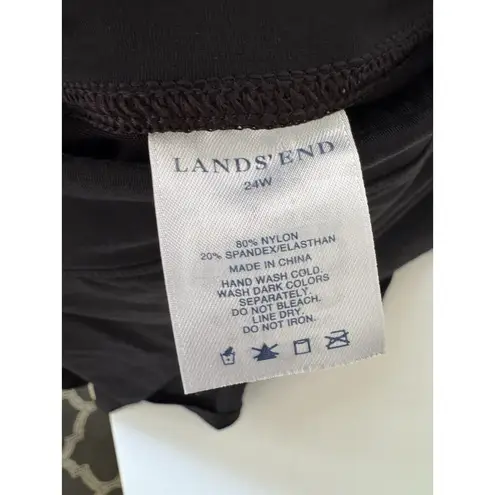 LANDS' END
24W
80% NYLON
20% SPANDEX/ELASTHAN
MADE IN CHINA
HAND WASH COLD.
WASH DARK COLORS
SEPARATELY.
DO NOT BLEACH.
LINE DRY.
DO NOT IRON.